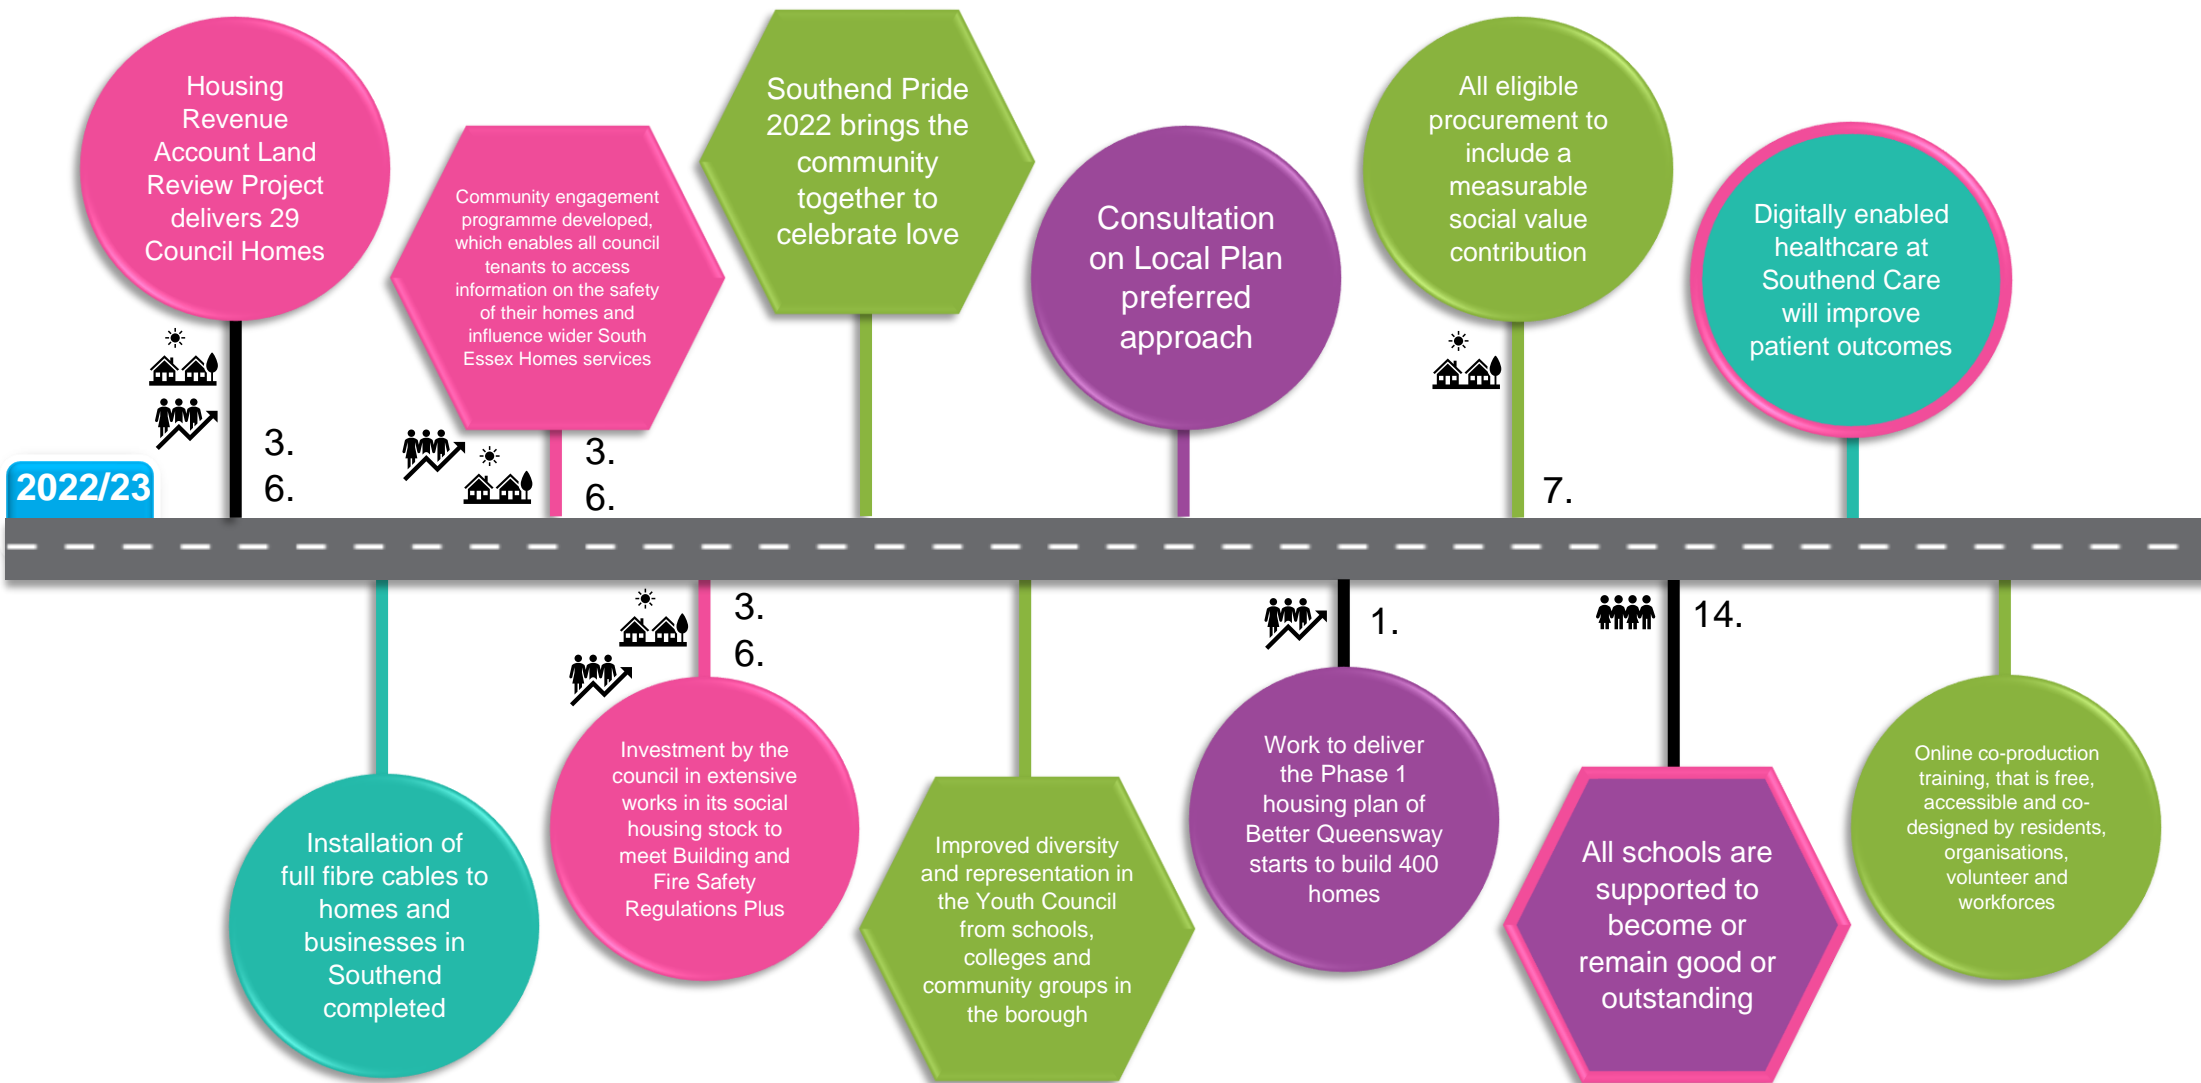 Housing
Revenue
Account Land
Review Project
delivers 29
Council Homes
3.
6.
Community engagement
programme developed,
which enables all council
tenants to access
information on the safety
of their homes and
influence wider South
Essex Homes services
3.
6.
Southend Pride
2022 brings the
community
together to
celebrate love
Consultation
on Local Plan
preferred
approach
All eligible
procurement to
include a
measurable
social value
contribution
7.
Digitally enabled
healthcare at
Southend Care
will improve
patient outcomes
2022/23
Installation of
full fibre cables to
homes and
businesses in
Southend
completed
3.
6.
Investment by the
council in extensive
works in its social
housing stock to
meet Building and
Fire Safety
Regulations Plus
Improved diversity
and representation in
the Youth Council
from schools,
colleges and
community groups in
the borough
1.
Work to deliver
the Phase 1
housing plan of
Better Queensway
starts to build 400
homes
14.
All schools are
supported to
become or
remain good or
outstanding
Online co-production
training, that is free,
accessible and co-
designed by residents,
organisations,
volunteer and
workforces